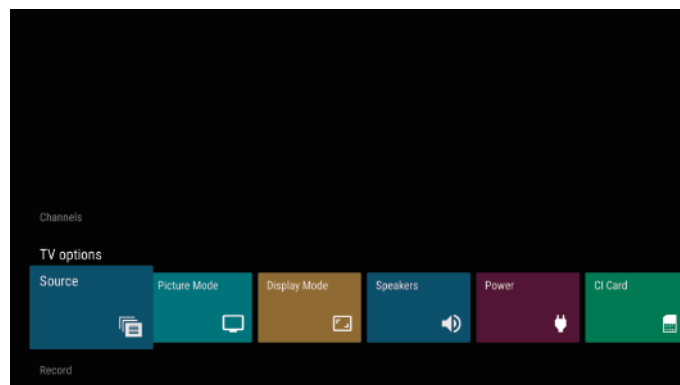 Channels
TV options
Source
Picture Mode
Display Mode
Speakers
Power
CI Card
Record